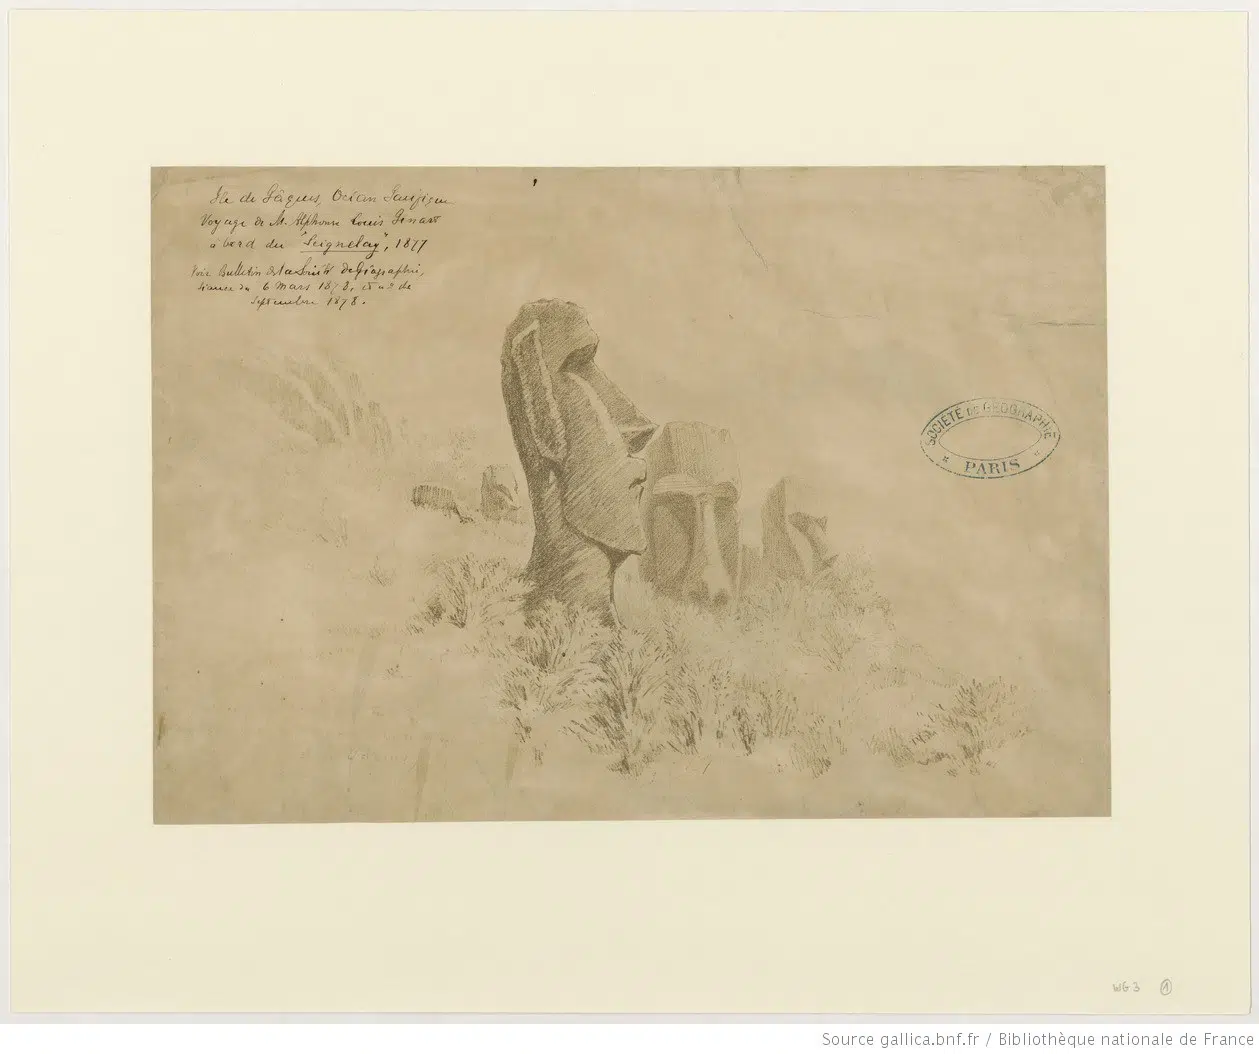 Ile de Pâques, Océan Pacifique
Voyage de M. Alphonse Louis Pinart
à bord du "Seignelay", 1877
Voir Bulletin de la Société de Géographie,
séance du 6 Mars 1878, et de
Septembre 1878.
SOCIÉTÉ DE GÉOGRAPHIE
PARIS
WG 3 1
Source gallica.bnf.fr / Bibliothèque nationale de France